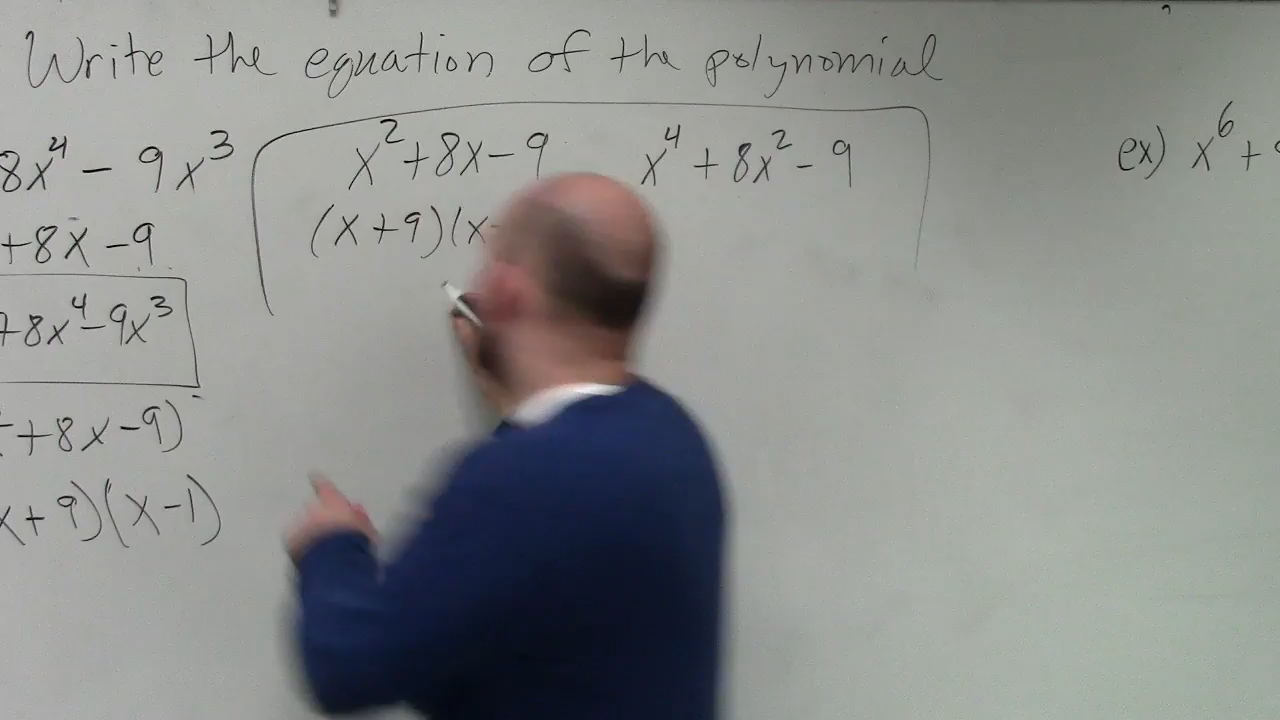 Write the equation of the polynomial
8x⁴ - 9x³
+8x - 9
+8x⁴ - 9x³
+8x - 9)
x + 9)(x - 1)
x² + 8x - 9
(x + 9)(x -
x⁴ + 8x² - 9
ex) x⁶ +